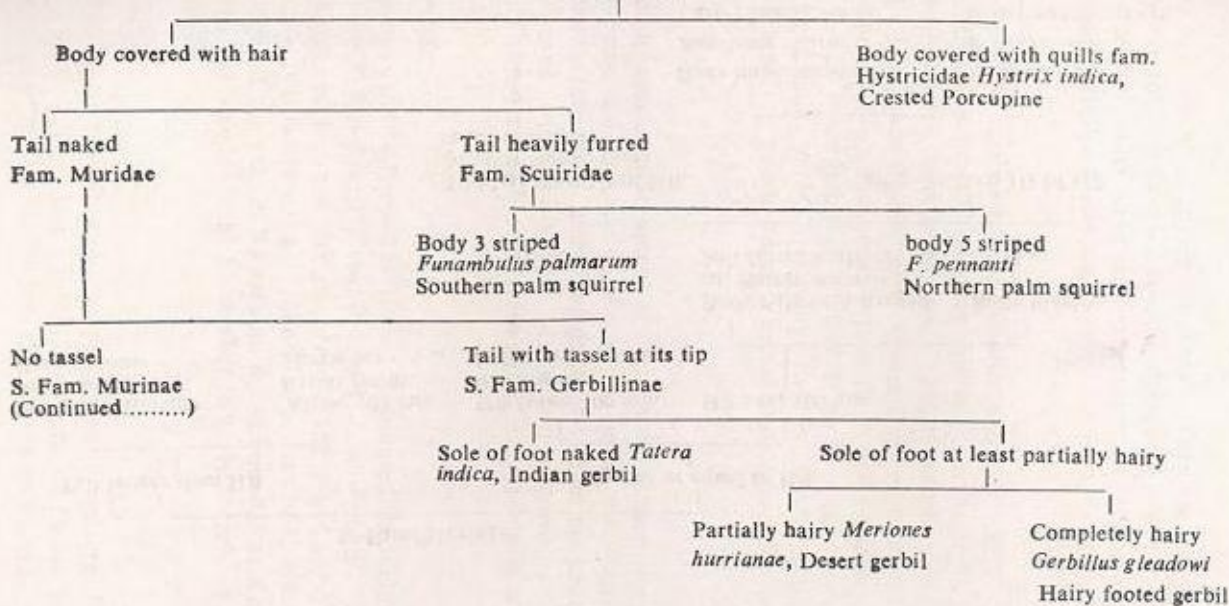 Body covered with hair
Body covered with quills fam.
Hystricidae Hystrix indica,
Crested Porcupine
Tail naked
Fam. Muridae
Tail heavily furred
Fam. Scuiridae
Body 3 striped
Funambulus palmarum
Southern palm squirrel
body 5 striped
F. pennanti
Northern palm squirrel
No tassel
S. Fam. Murinae
(Continued.........)
Tail with tassel at its tip
S. Fam. Gerbillinae
Sole of foot naked Tatera
indica, Indian gerbil
Sole of foot at least partially hairy
Partially hairy Meriones
hurrianae, Desert gerbil
Completely hairy
Gerbillus gleadowi
Hairy footed gerbil